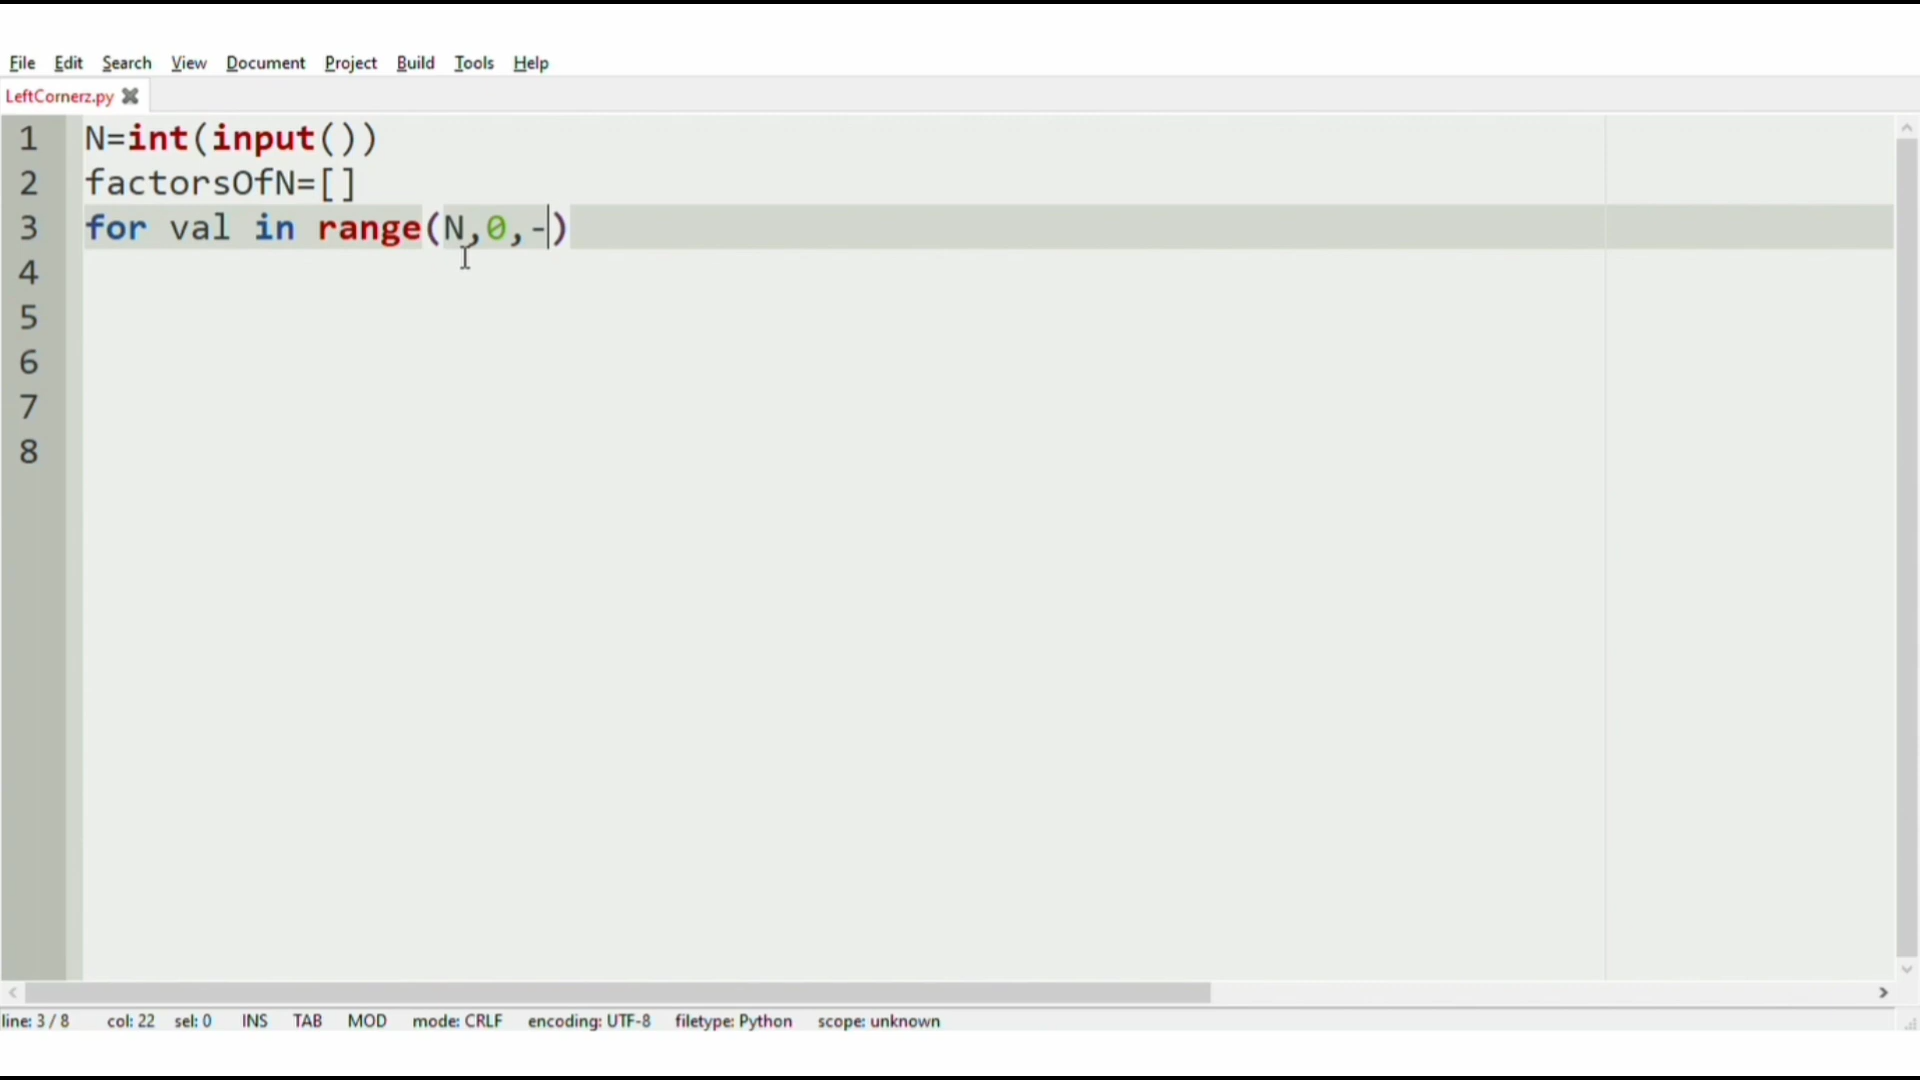 File Edit Search View Document Project Build Tools Help
LeftCornerz.py
1 N=int(input())
2 factorsOfN=[]
3 for val in range(N,0,-)
4
5
6
7
8
line: 3 / 8 col: 22 sel: 0 INS TAB MOD mode: CRLF encoding: UTF-8 filetype: Python scope: unknown